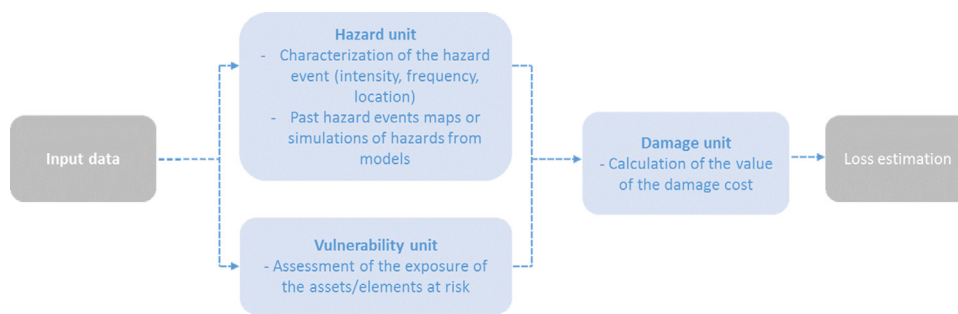 Input data
Hazard unit
- Characterization of the hazard
event (intensity, frequency,
location)
- Past hazard events maps or
simulations of hazards from
models
Vulnerability unit
- Assessment of the exposure of
the assets/elements at risk
Damage unit
- Calculation of the value
of the damage cost
Loss estimation